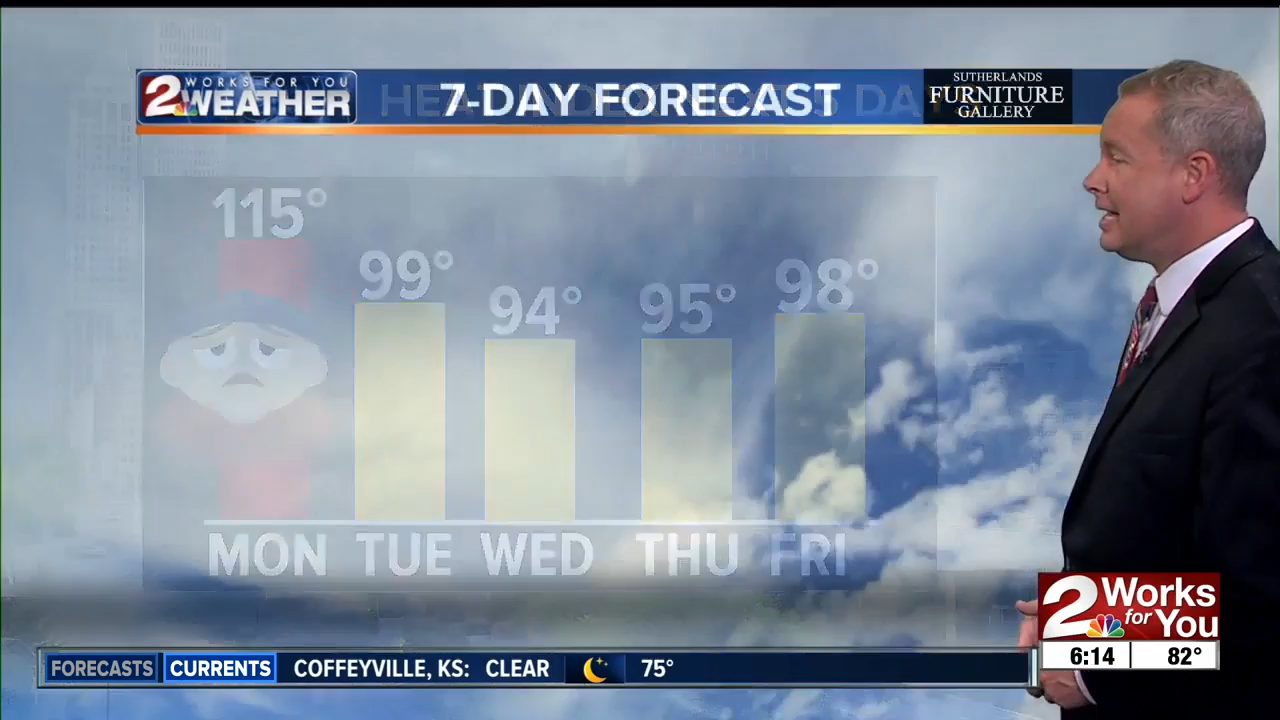 2 WORKS FOR YOU
WEATHER
7-DAY FORECAST
SUTHERLANDS
FURNITURE
GALLERY
115°
99°
94°
95°
98°
MON TUE WED THU FRI
2 Works
for You
6:14 82°
FORECASTS CURRENTS COFFEYVILLE, KS: CLEAR 75°